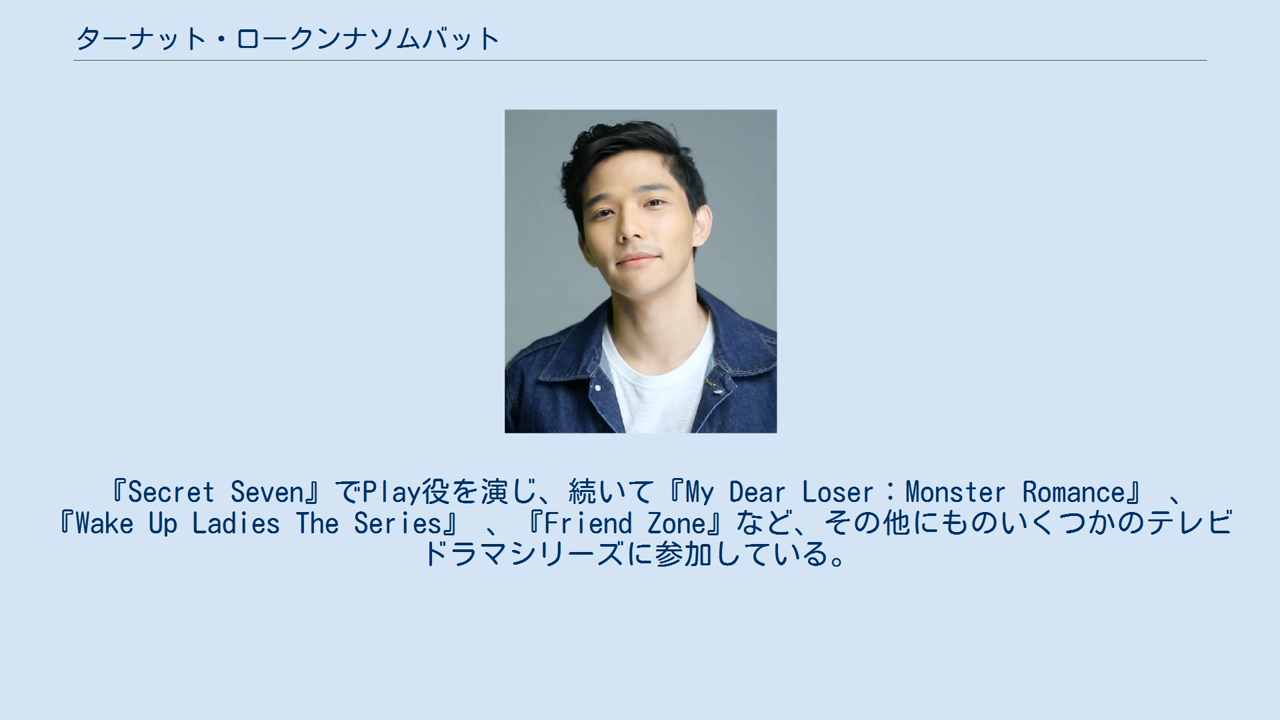 ターナット・ロークンナソムバット
『Secret Seven』でPlay役を演じ、続いて『My Dear Loser：Monster Romance』 、
『Wake Up Ladies The Series』 、『Friend Zone』など、その他にものいくつかのテレビ
ドラマシリーズに参加している。